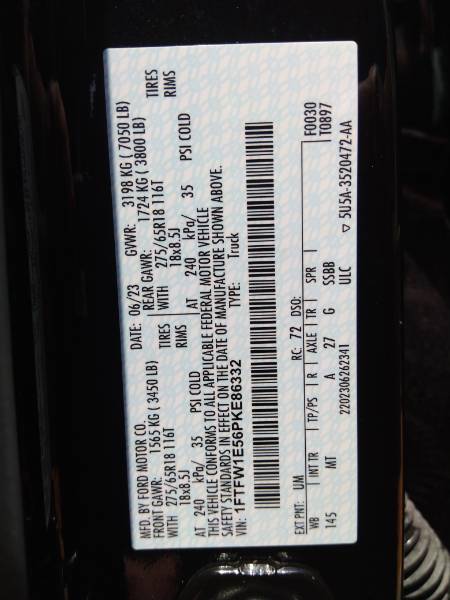 MFD. BY FORD MOTOR CO.
DATE: 06/23 GVWR: 3198 KG ( 7050 LB)
FRONT GAWR: REAR GAWR:
1565 KG ( 3450 LB) 1724 KG ( 3800 LB)
WITH 275/65R18 116T TIRES WITH 275/65R18 116T TIRES
18x8.5J RIMS 18x8.5J RIMS
AT 240 kPa/ 35 PSI COLD AT 240 kPa/ 35 PSI COLD
THIS VEHICLE CONFORMS TO ALL APPLICABLE FEDERAL MOTOR VEHICLE
SAFETY STANDARDS IN EFFECT ON THE DATE OF MANUFACTURE SHOWN ABOVE.
VIN: 1FTFW1E56PKE86332 TYPE: Truck
F0030
T0B97
EXT PNT: UM RC: 72 DSO:
WB INT TR TP/PS R AXLE TR SPR
145 MT A 27 G SSBB
2202306262341 ULC
5U5A-3520472-AA